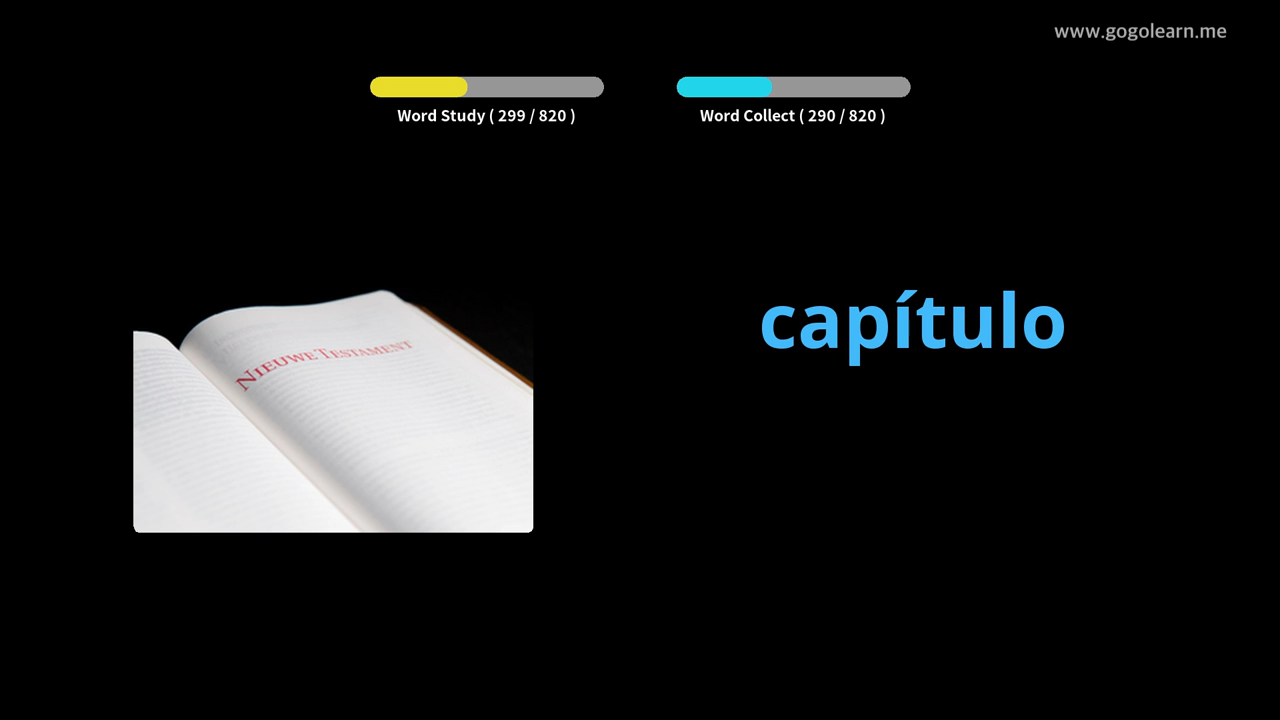 www.gogolearn.me
Word Study ( 299 / 820 )
Word Collect ( 290 / 820 )
capítulo
NIEUWE TESTAMENT